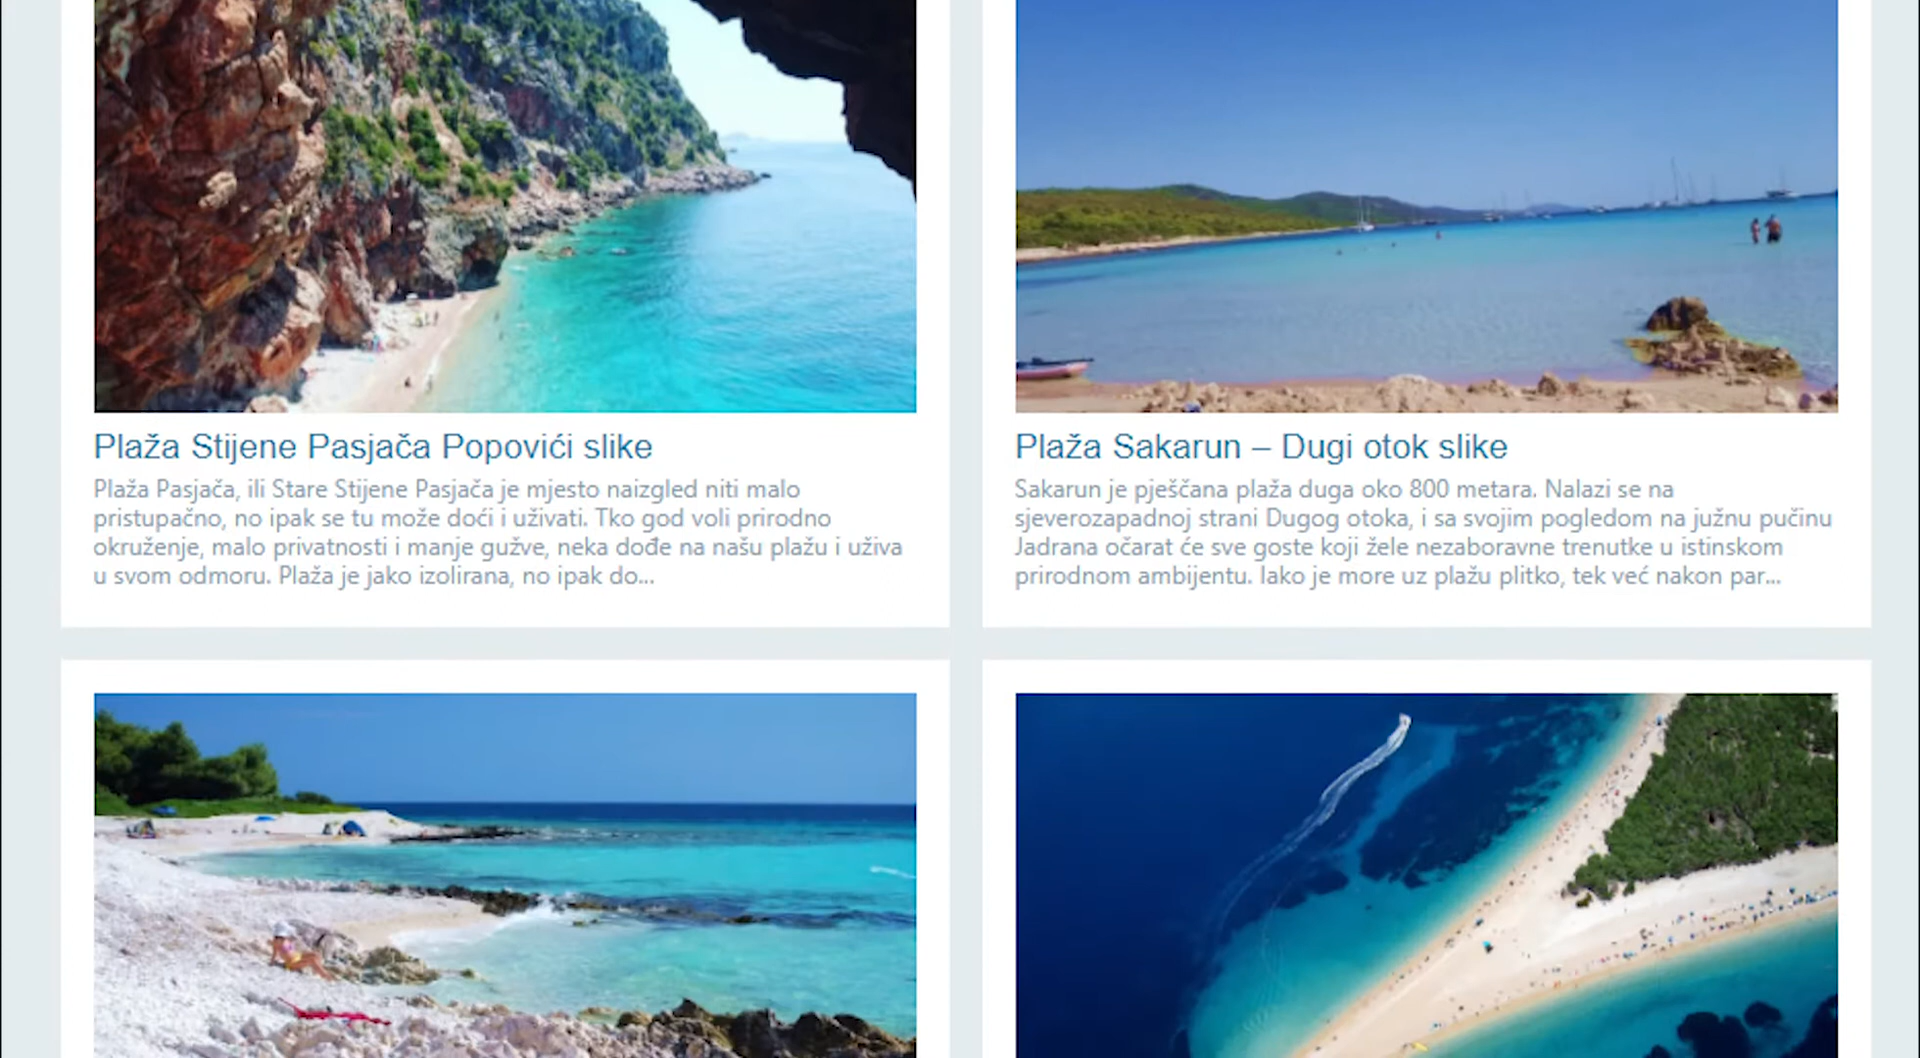 Plaža Stijene Pasjača Popovići slike
Plaža Pasjača, ili Stare Stijene Pasjača je mjesto naizgled niti malo
pristupačno, no ipak se tu može doći i uživati. Tko god voli prirodno
okruženje, malo privatnosti i manje gužve, neka dođe na našu plažu i uživa
u svom odmoru. Plaža je jako izolirana, no ipak do...
Plaža Sakarun – Dugi otok slike
Sakarun je pješčana plaža duga oko 800 metara. Nalazi se na
sjeverozapadnoj strani Dugog otoka, i sa svojim pogledom na južnu pučinu
Jadrana očarat će sve goste koji žele nezaboravne trenutke u istinskom
prirodnom ambijentu. Iako je more uz plažu plitko, tek već nakon par...